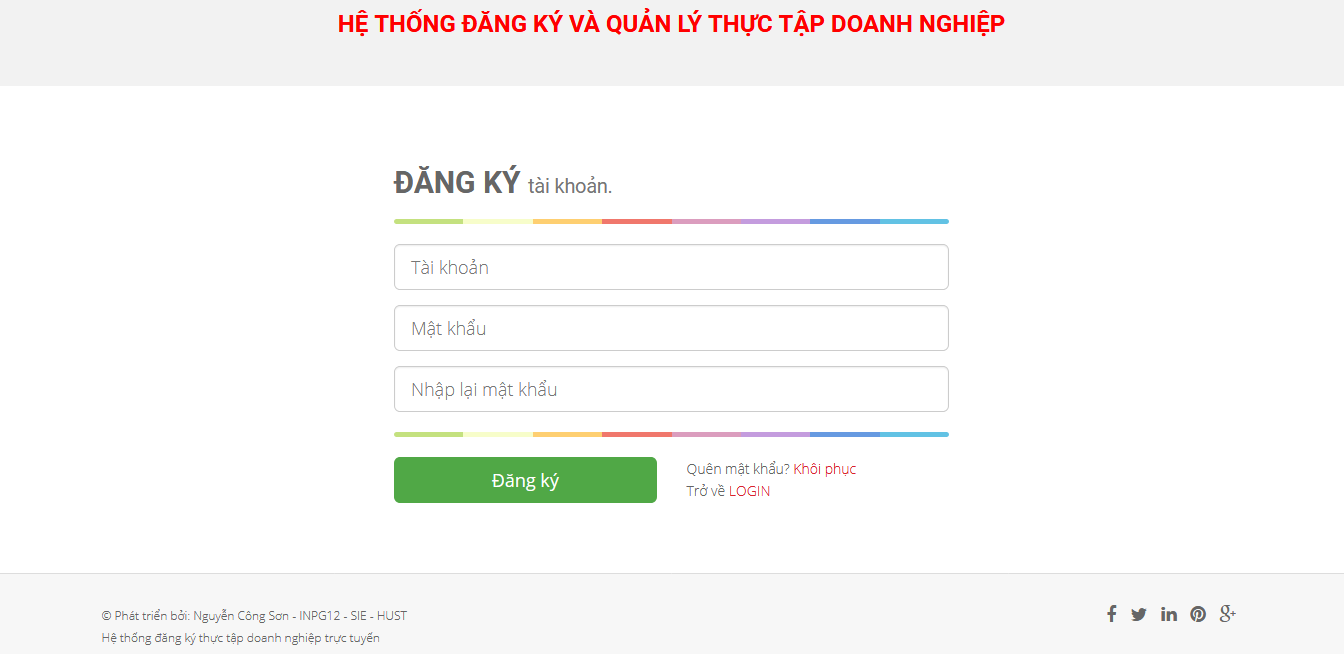 HỆ THỐNG ĐĂNG KÝ VÀ QUẢN LÝ THỰC TẬP DOANH NGHIỆP
ĐĂNG KÝ tài khoản.
Tài khoản
Mật khẩu
Nhập lại mật khẩu
Đăng ký
Quên mật khẩu? Khôi phục
Trở về LOGIN
© Phát triển bởi: Nguyễn Công Sơn - INPG12 - SIE - HUST
Hệ thống đăng ký thực tập doanh nghiệp trực tuyến